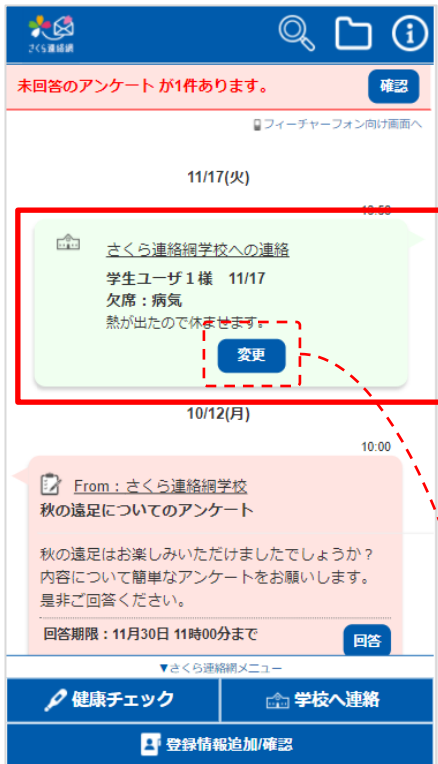 さくら連絡網
未回答のアンケート が1件あります。
確認
フィーチャーフォン向け画面へ
11/17(火)
さくら連絡網学校への連絡
学生ユーザ１様 11/17
欠席：病気
熱が出たので休ませます。
変更
10/12(月)
10:00
From：さくら連絡網学校
秋の遠足についてのアンケート
秋の遠足はお楽しみいただけましたでしょうか？
内容について簡単なアンケートをお願いします。
是非ご回答ください。
回答期限：11月30日 11時00分まで
回答
▼さくら連絡網メニュー
健康チェック
学校へ連絡
登録情報追加/確認